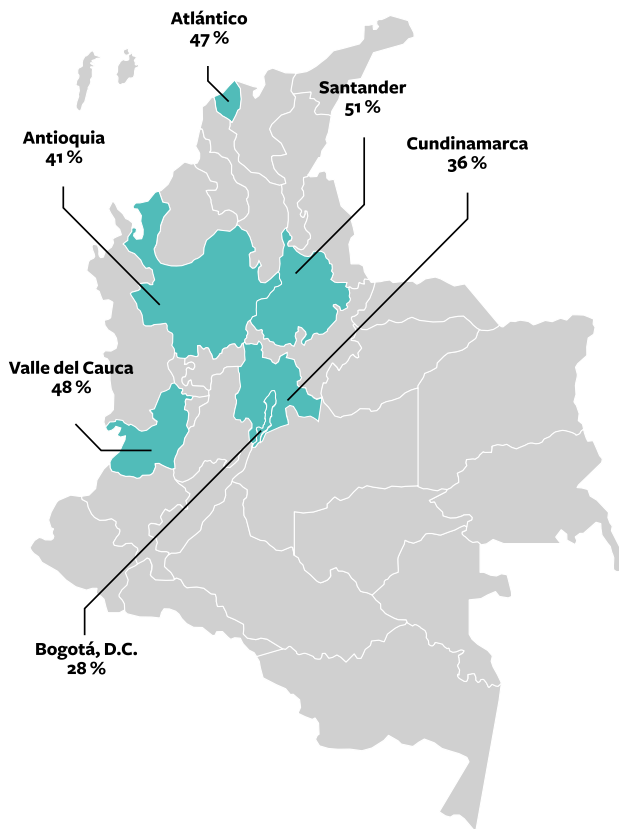 Atlántico
47 %
Santander
51 %
Antioquia
41 %
Cundinamarca
36 %
Valle del Cauca
48 %
Bogotá, D.C.
28 %